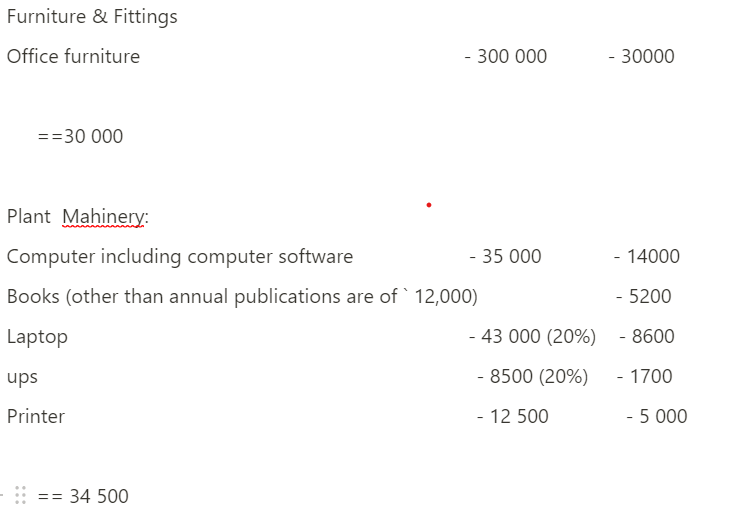 Furniture & Fittings
Office furniture - 300 000 - 30000
==30 000
Plant Mahinery:
Computer including computer software - 35 000 - 14000
Books (other than annual publications are of ` 12,000) - 5200
Laptop - 43 000 (20%) - 8600
ups - 8500 (20%) - 1700
Printer - 12 500 - 5 000
== 34 500